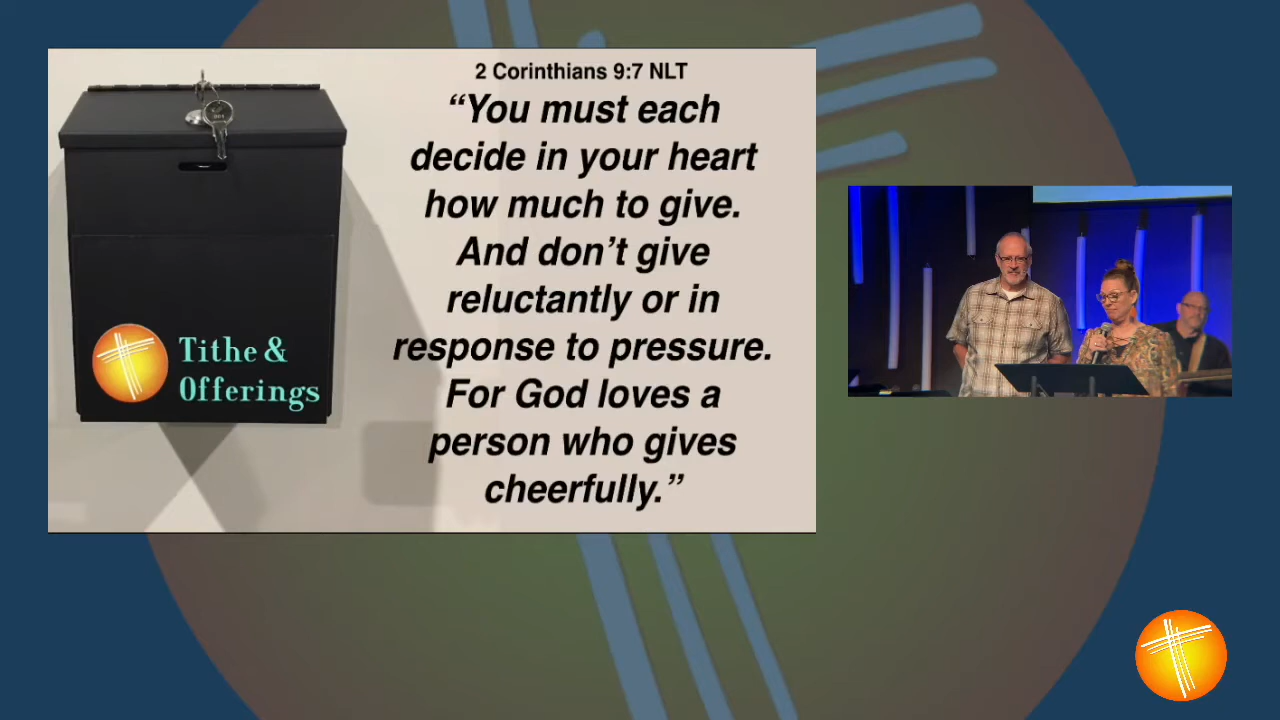 2 Corinthians 9:7 NLT
“You must each
decide in your heart
how much to give.
And don’t give
reluctantly or in
response to pressure.
For God loves a
person who gives
cheerfully.”
Tithe &
Offerings